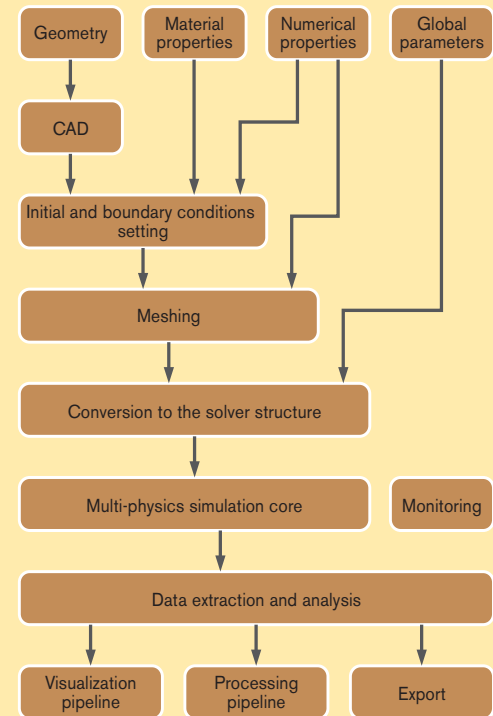 Geometry
Material
properties
Numerical
properties
Global
parameters
CAD
Initial and boundary conditions
setting
Meshing
Conversion to the solver structure
Multi-physics simulation core
Monitoring
Data extraction and analysis
Visualization
pipeline
Processing
pipeline
Export